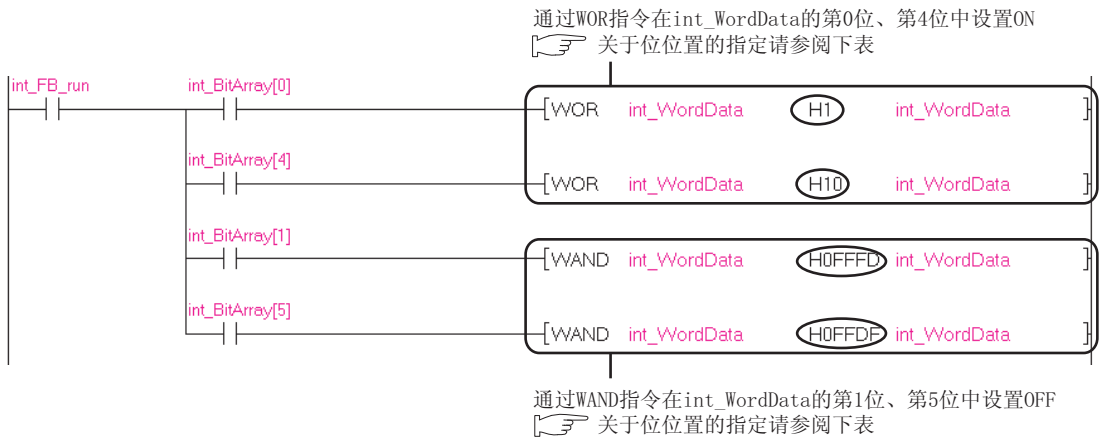 通过WOR指令在int_WordData的第0位、第4位中设置ON
关于位位置的指定请参阅下表
int_FB_run int_BitArray[0]
[WOR int_WordData H1 int_WordData ]
int_BitArray[4]
[WOR int_WordData H10 int_WordData ]
int_BitArray[1]
[WAND int_WordData H0FFFD int_WordData ]
int_BitArray[5]
[WAND int_WordData H0FFDF int_WordData ]
通过WAND指令在int_WordData的第1位、第5位中设置OFF
关于位位置的指定请参阅下表